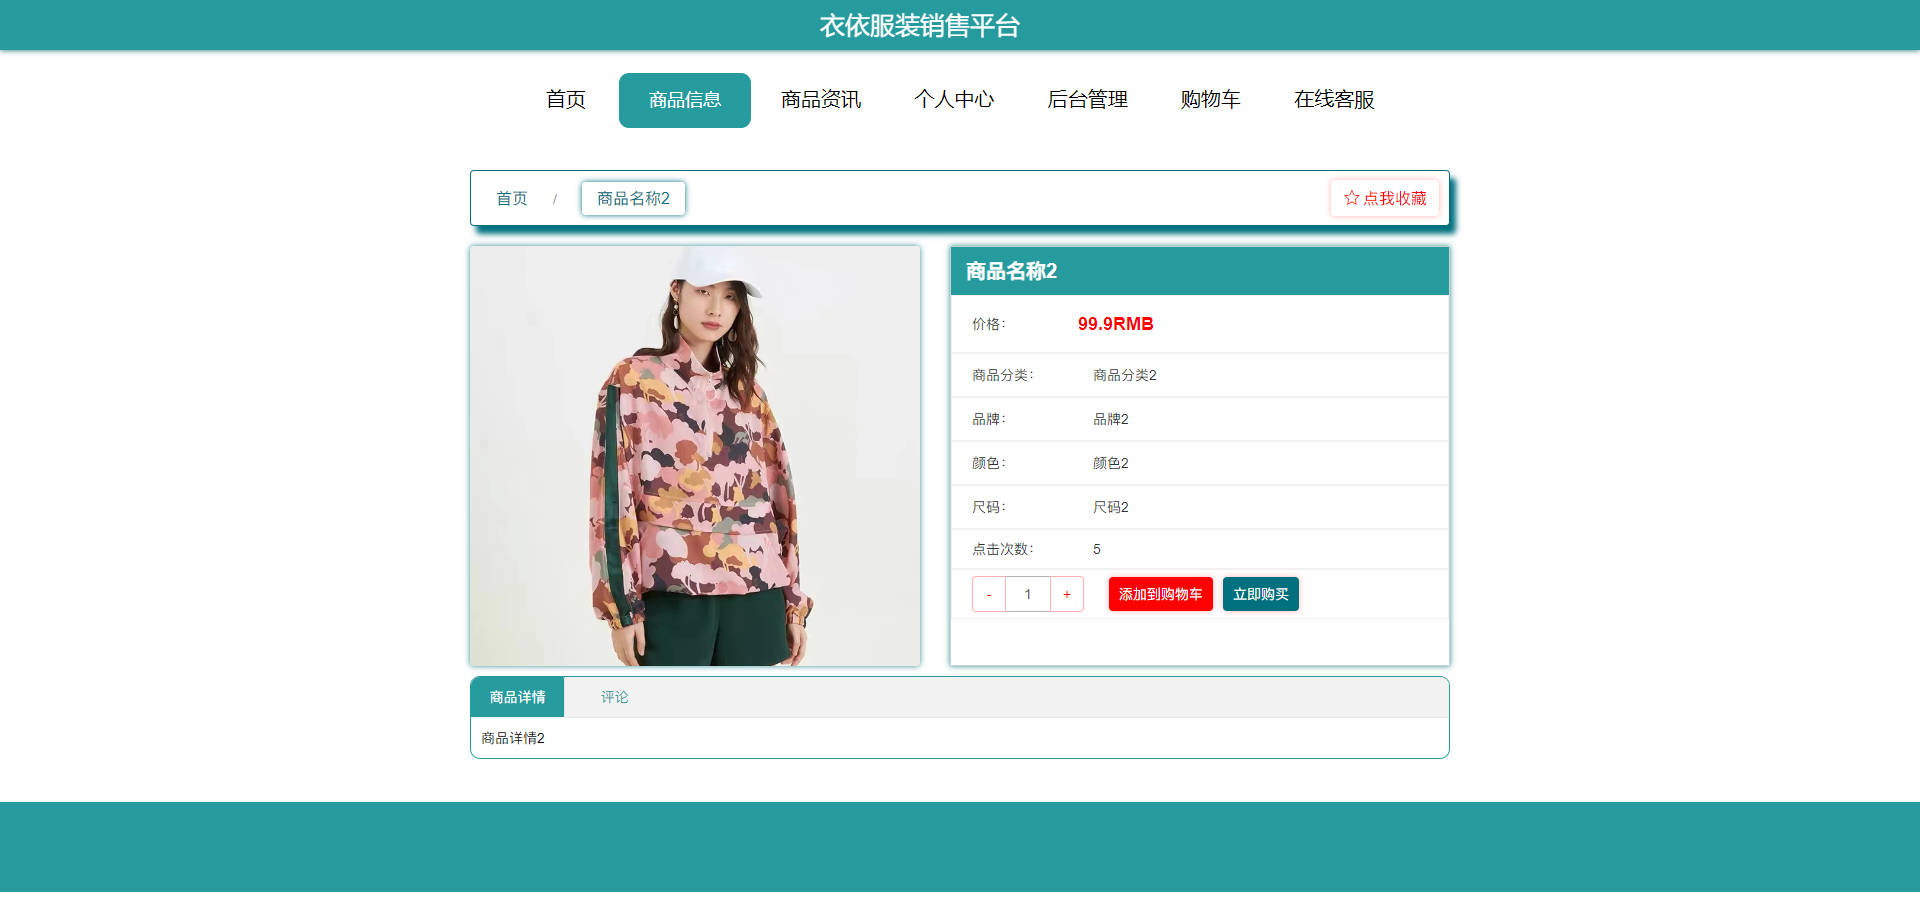 衣依服装销售平台
首页 商品信息 商品资讯 个人中心 后台管理 购物车 在线客服
首页 / 商品名称2 ☆点我收藏
商品名称2
价格： 99.9RMB
商品分类： 商品分类2
品牌： 品牌2
颜色： 颜色2
尺码： 尺码2
点击次数： 5
- 1 + 添加到购物车 立即购买
商品详情 评论
商品详情2